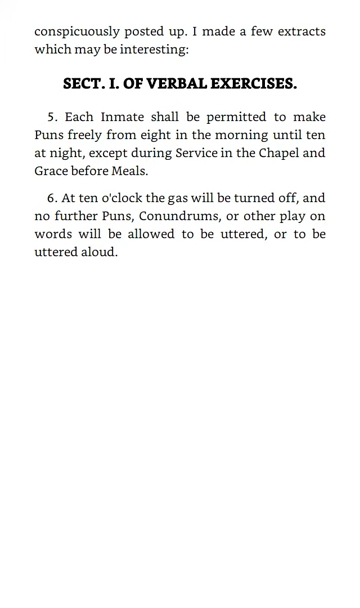 conspicuously posted up. I made a few extracts
which may be interesting:
SECT. I. OF VERBAL EXERCISES.
5. Each Inmate shall be permitted to make
Puns freely from eight in the morning until ten
at night, except during Service in the Chapel and
Grace before Meals.
6. At ten o'clock the gas will be turned off, and
no further Puns, Conundrums, or other play on
words will be allowed to be uttered, or to be
uttered aloud.